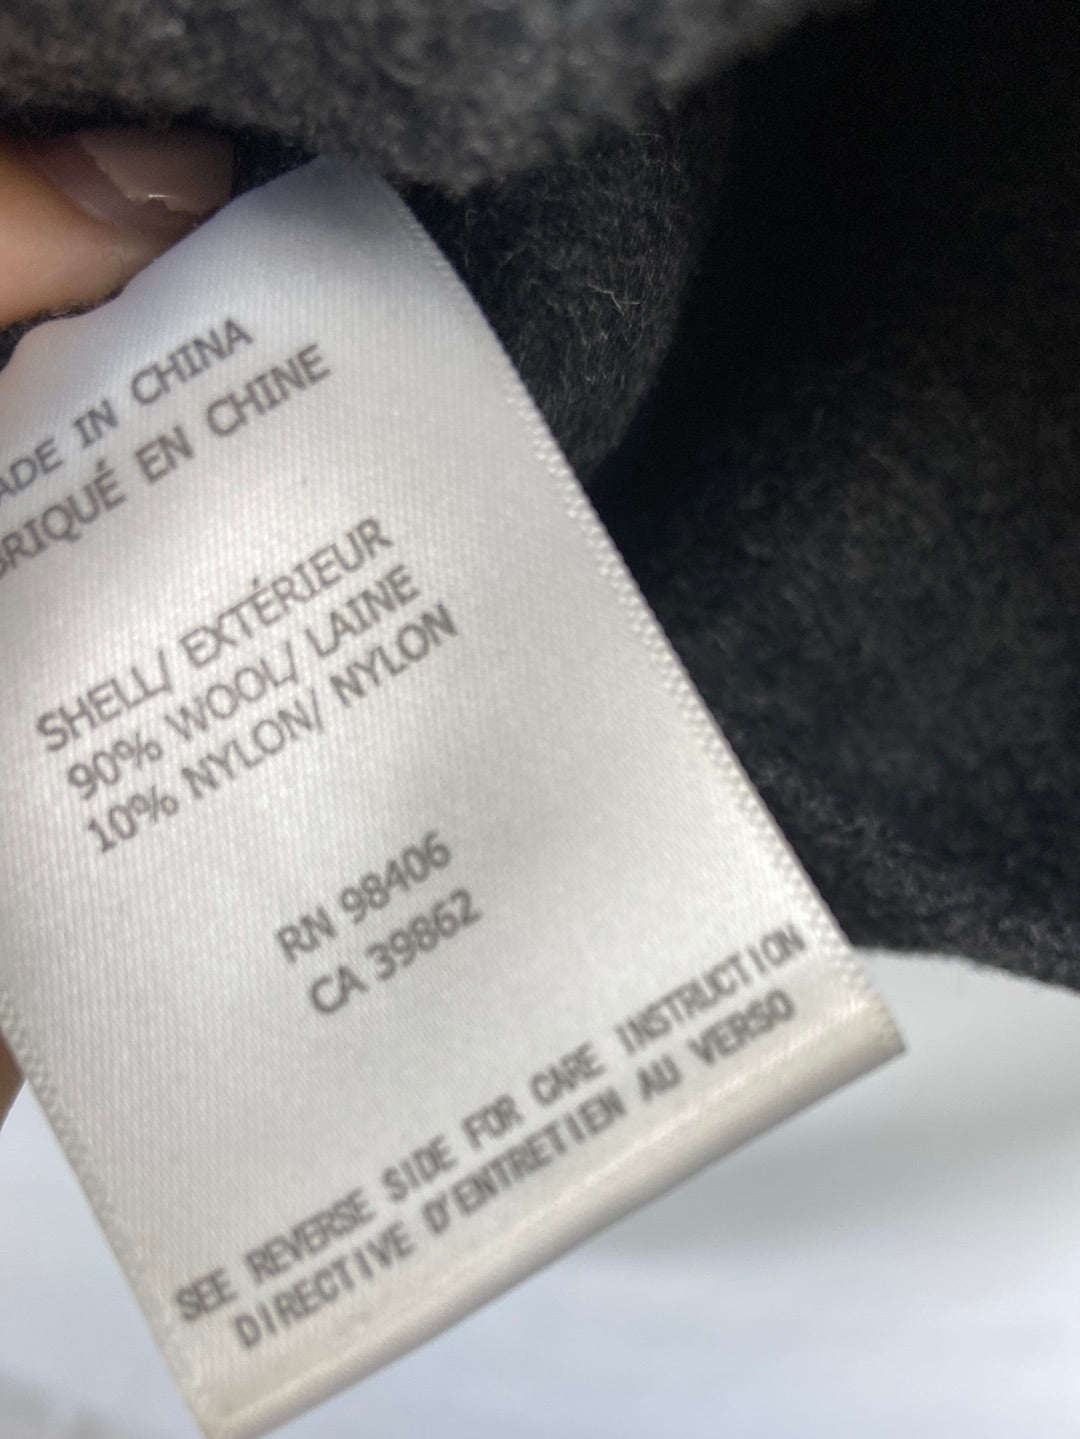 ADE IN CHINA
BRIQUÉ EN CHINE
SHELL/ EXTÉRIEUR
90% WOOL/ LAINE
10% NYLON/ NYLON
RN 98406
CA 39862
SEE REVERSE SIDE FOR CARE INSTRUCTION
DIRECTIVE D'ENTRETIEN AU VERSO